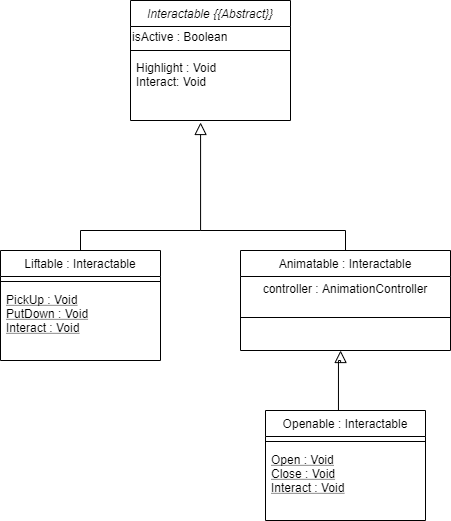 Interactable {{Abstract}}
isActive : Boolean
Highlight : Void
Interact: Void
Liftable : Interactable
PickUp : Void
PutDown : Void
Interact : Void
Animatable : Interactable
controller : AnimationController
Openable : Interactable
Open : Void
Close : Void
Interact : Void